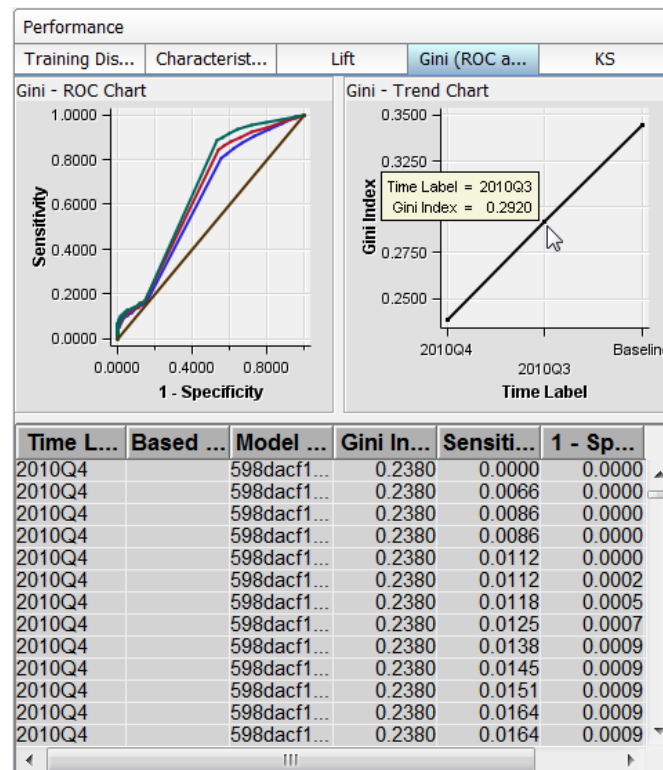 Performance
Training Dis... Characterist... Lift Gini (ROC a... KS
Gini - ROC Chart
1.0000
0.8000
0.6000
0.4000
0.2000
0.0000
Sensitivity
0.0000 0.4000 0.8000
1 - Specificity
Gini - Trend Chart
0.3500
0.3250
Time Label = 2010Q3
Gini Index = 0.2920
0.2750
0.2500
Gini Index
2010Q4 2010Q3 Baseline
Time Label
Time L... Based ... Model ... Gini In... Sensiti... 1 - Sp...
2010Q4 598dacf1... 0.2380 0.0000 0.0000
2010Q4 598dacf1... 0.2380 0.0066 0.0000
2010Q4 598dacf1... 0.2380 0.0086 0.0000
2010Q4 598dacf1... 0.2380 0.0086 0.0000
2010Q4 598dacf1... 0.2380 0.0112 0.0000
2010Q4 598dacf1... 0.2380 0.0112 0.0002
2010Q4 598dacf1... 0.2380 0.0118 0.0005
2010Q4 598dacf1... 0.2380 0.0125 0.0007
2010Q4 598dacf1... 0.2380 0.0138 0.0009
2010Q4 598dacf1... 0.2380 0.0145 0.0009
2010Q4 598dacf1... 0.2380 0.0151 0.0009
2010Q4 598dacf1... 0.2380 0.0164 0.0009
2010Q4 598dacf1... 0.2380 0.0164 0.0009